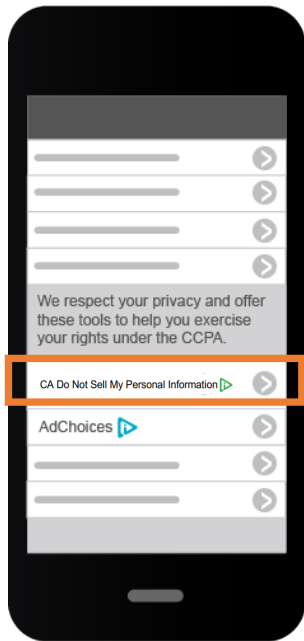 We respect your privacy and offer
these tools to help you exercise
your rights under the CCPA.
CA Do Not Sell My Personal Information
AdChoices